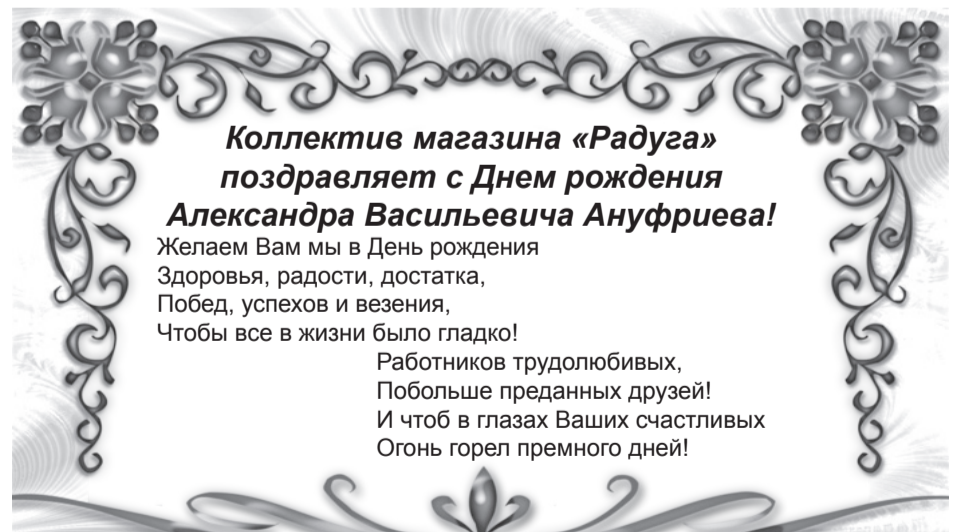 Коллектив магазина «Радуга»
поздравляет с Днем рождения
Александра Васильевича Ануфриева!
Желаем Вам мы в День рождения
Здоровья, радости, достатка,
Побед, успехов и везения,
Чтобы все в жизни было гладко!
Работников трудолюбивых,
Побольше преданных друзей!
И чтоб в глазах Ваших счастливых
Огонь горел премного дней!